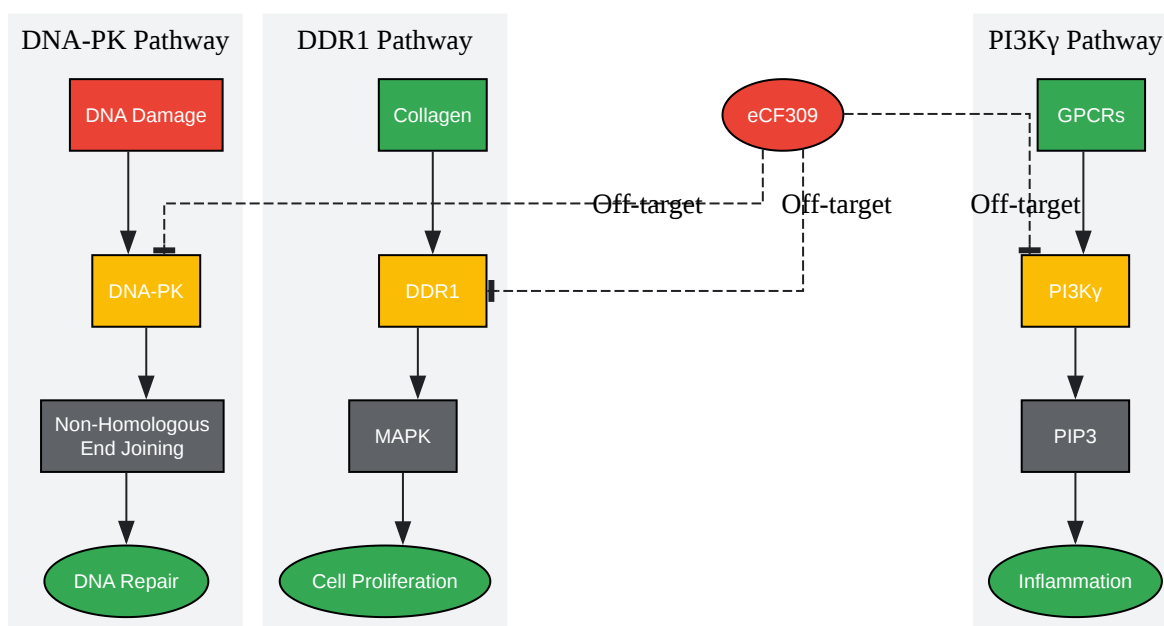 DNA-PK Pathway
DDR1 Pathway
PI3Kγ Pathway
DNA Damage
Collagen
eCF309
GPCRs
Off-target
Off-target
Off-target
DNA-PK
DDR1
PI3Kγ
Non-Homologous
End Joining
MAPK
PIP3
DNA Repair
Cell Proliferation
Inflammation